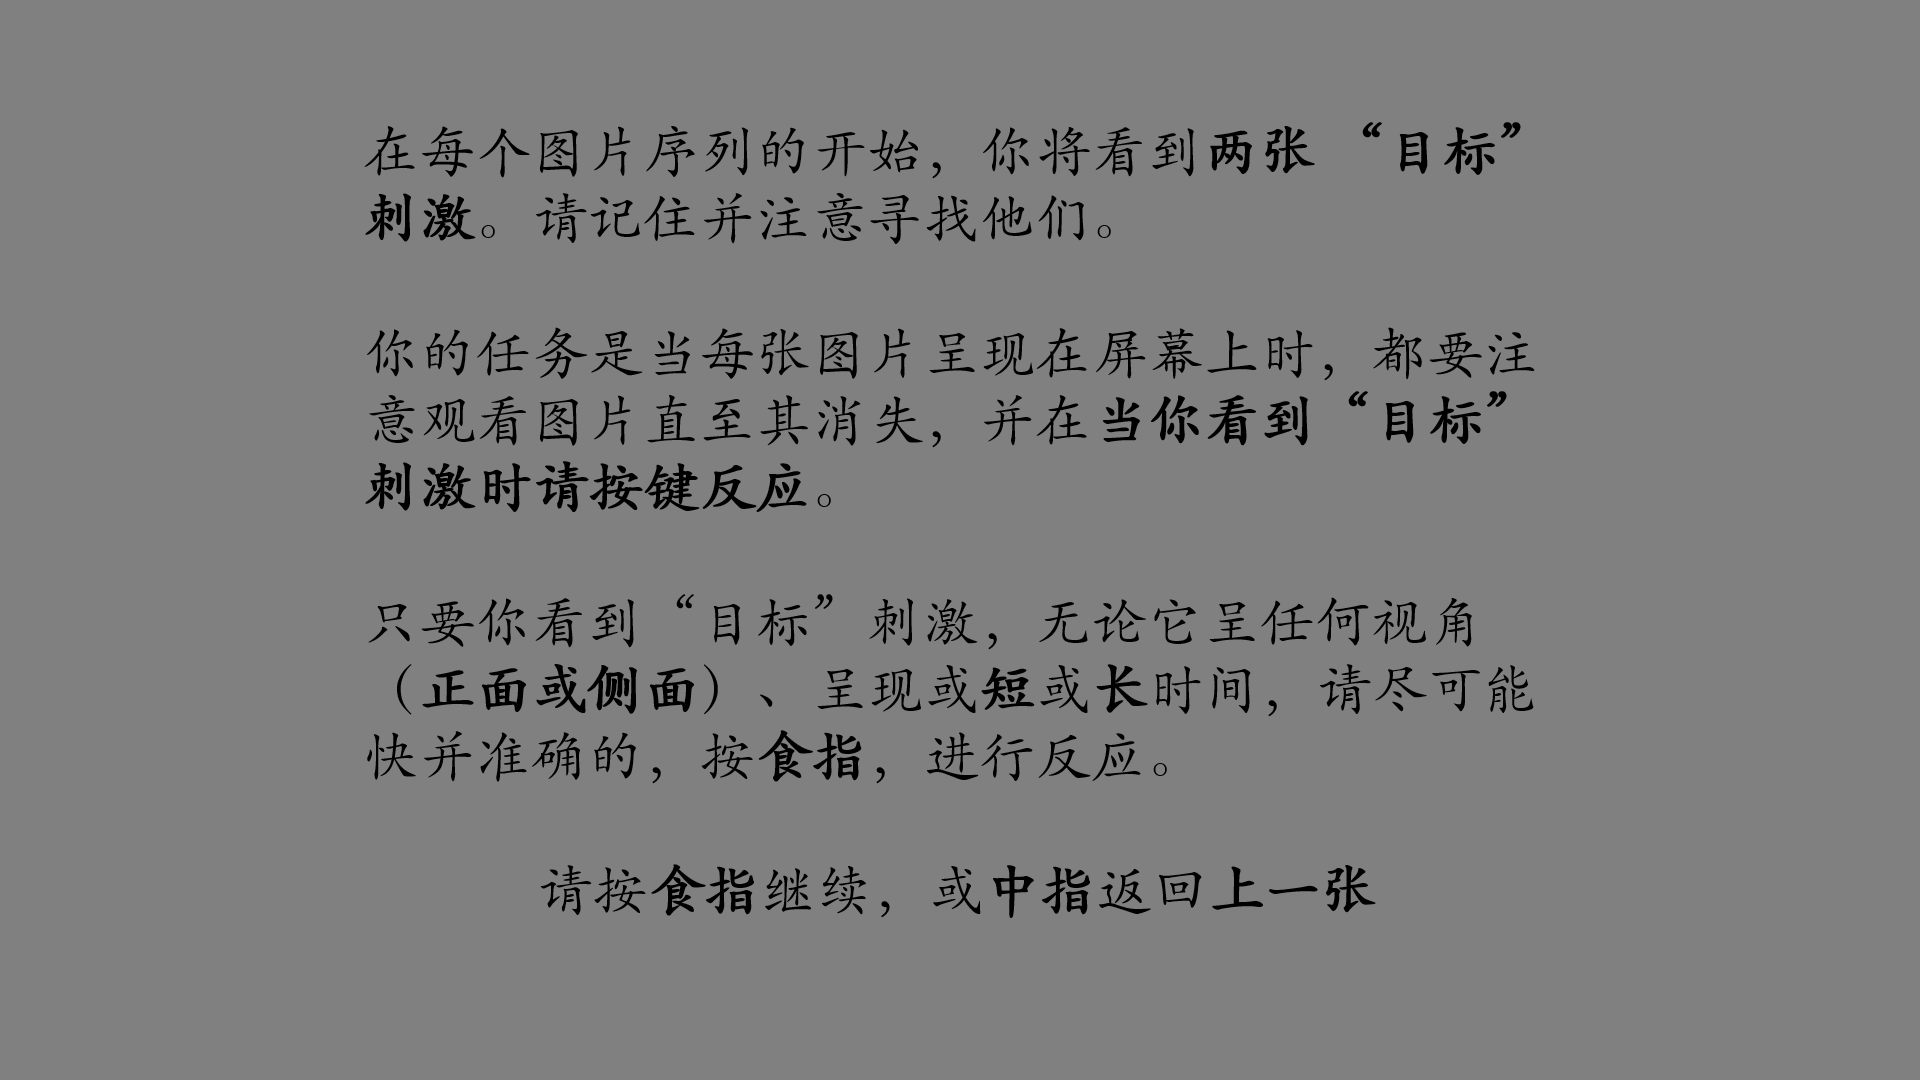 在每个图片序列的开始，你将看到两张 “目标”
刺激。请记住并注意寻找他们。
你的任务是当每张图片呈现在屏幕上时，都要注
意观看图片直至其消失，并在当你看到“目标”
刺激时请按键反应。
只要你看到“目标”刺激，无论它呈任何视角
（正面或侧面）、呈现或短或长时间，请尽可能
快并准确的，按食指，进行反应。
请按食指继续，或中指返回上一张